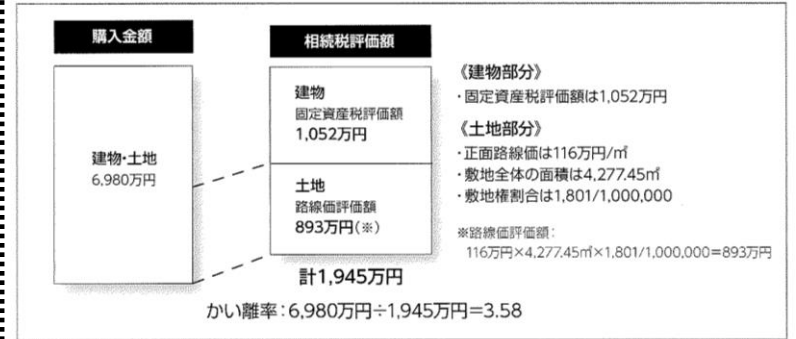 購入金額
相続税評価額
建物・土地
6,980万円
建物
固定資産税評価額
1,052万円
土地
路線価評価額
893万円(※)
計1,945万円
《建物部分》
・固定資産税評価額は1,052万円
《土地部分》
・正面路線価は116万円/㎡
・敷地全体の面積は4,277.45㎡
・敷地権割合は1,801/1,000,000
※路線価評価額:
116万円×4,277.45㎡×1,801/1,000,000=893万円
かい離率:6,980万円÷1,945万円=3.58